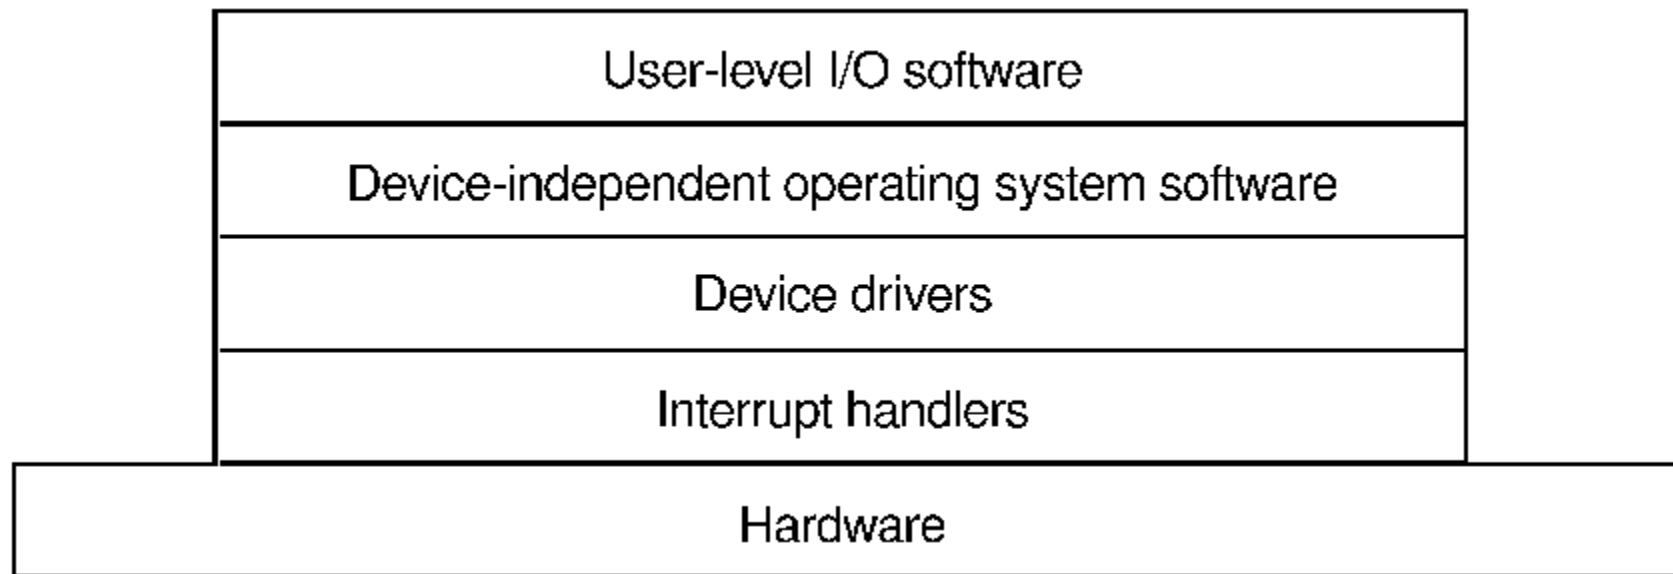 User-level I/O software
Device-independent operating system software
Device drivers
Interrupt handlers
Hardware